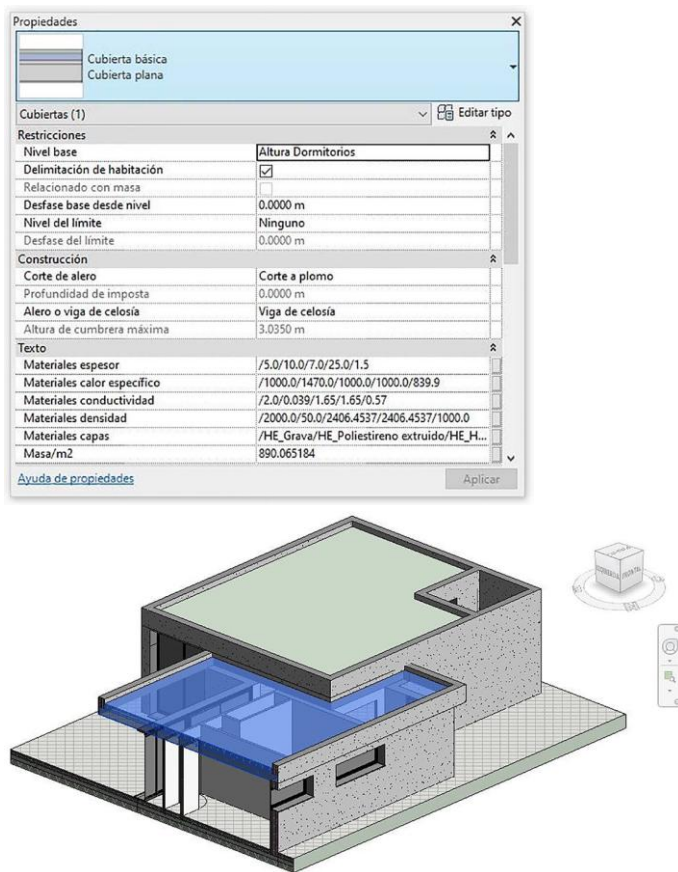 Propiedades
Cubierta básica
Cubierta plana
Cubiertas (1) Editar tipo
Restricciones
Nivel base Altura Dormitorios
Delimitación de habitación
Relacionado con masa
Desfase base desde nivel 0.0000 m
Nivel del límite Ninguno
Desfase del límite 0.0000 m
Construcción
Corte de alero Corte a plomo
Profundidad de imposta 0.0000 m
Alero o viga de celosía Viga de celosía
Altura de cumbrera máxima 3.0350 m
Texto
Materiales espesor /5.0/10.0/7.0/25.0/1.5
Materiales calor específico /1000.0/1470.0/1000.0/1000.0/839.9
Materiales conductividad /2.0/0.039/1.65/1.65/0.57
Materiales densidad /2000.0/50.0/2406.4537/2406.4537/1000.0
Materiales capas /HE_Grava/HE_Poliestireno extruido/HE_H...
Masa/m2 890.065184
Ayuda de propiedades Aplicar